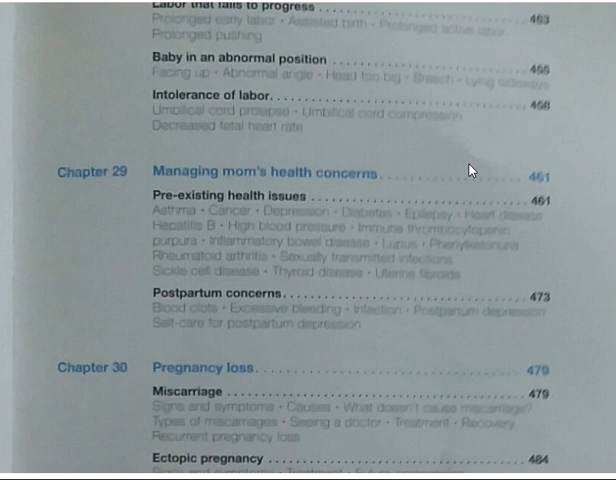 Labor that fails to progress . . . . . . . . . . . . . . . . . . . . . . . . . . . . . 463
Prolonged early labor • Assisted birth • Prolonged active labor
Prolonged pushing
Baby in an abnormal position . . . . . . . . . . . . . . . . . . . . . . . . . . . 455
Facing up • Abnormal angle • Head too big • Breech • Lying sideways
Intolerance of labor. . . . . . . . . . . . . . . . . . . . . . . . . . . . . . . . . . . . 458
Umbilical cord prolapse • Umbilical cord compression
Decreased fetal heart rate
Chapter 29 Managing mom's health concerns . . . . . . . . . . . . . . . . . 461
Pre-existing health issues . . . . . . . . . . . . . . . . . . . . . . . . . . . . . . . 461
Asthma • Cancer • Depression • Diabetes • Epilepsy • Heart disease
Hepatitis B • High blood pressure • Immune thrombocytopenic
purpura • Inflammatory bowel disease • Lupus • Phenylketonuria
Rheumatoid arthritis • Sexually transmitted infections
Sickle cell disease • Thyroid disease • Uterine fibroids
Postpartum concerns. . . . . . . . . . . . . . . . . . . . . . . . . . . . . . . . . . . 473
Blood clots • Excessive bleeding • Infection • Postpartum depression
Self-care for postpartum depression
Chapter 30 Pregnancy loss. . . . . . . . . . . . . . . . . . . . . . . . . . . . . . . 479
Miscarriage . . . . . . . . . . . . . . . . . . . . . . . . . . . . . . . . . . . . . . . . . . . 479
Signs and symptoms • Causes • What doesn't cause miscarriage?
Types of miscarriages • Seeing a doctor • Treatment • Recovery
Recurrent pregnancy loss
Ectopic pregnancy . . . . . . . . . . . . . . . . . . . . . . . . . . . . . . . . . . . . . 484